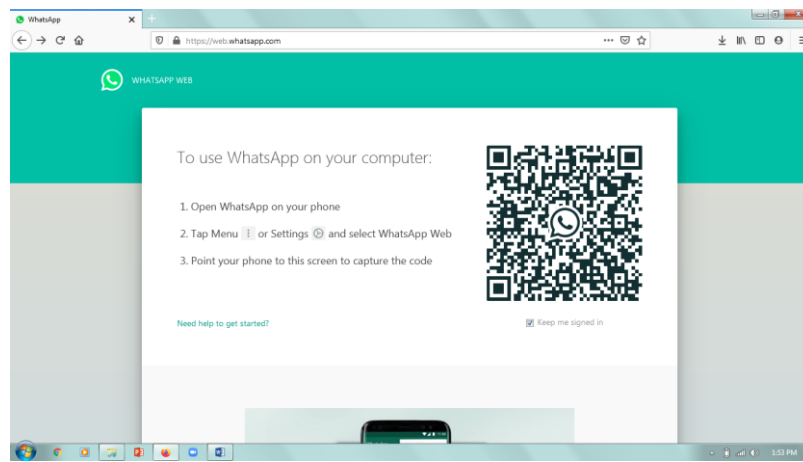 WhatsApp
https://web.whatsapp.com
WHATSAPP WEB
To use WhatsApp on your computer:
1. Open WhatsApp on your phone
2. Tap Menu or Settings and select WhatsApp Web
3. Point your phone to this screen to capture the code
Need help to get started?
Keep me signed in
1:53 PM